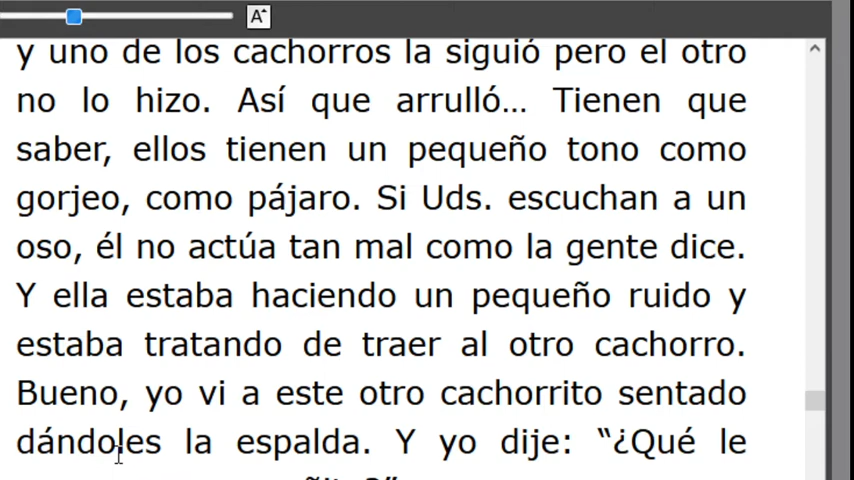 A
y uno de los cachorros la siguió pero el otro
no lo hizo. Así que arrulló... Tienen que
saber, ellos tienen un pequeño tono como
gorjeo, como pájaro. Si Uds. escuchan a un
oso, él no actúa tan mal como la gente dice.
Y ella estaba haciendo un pequeño ruido y
estaba tratando de traer al otro cachorro.
Bueno, yo vi a este otro cachorrito sentado
dándoles la espalda. Y yo dije: “¿Qué le